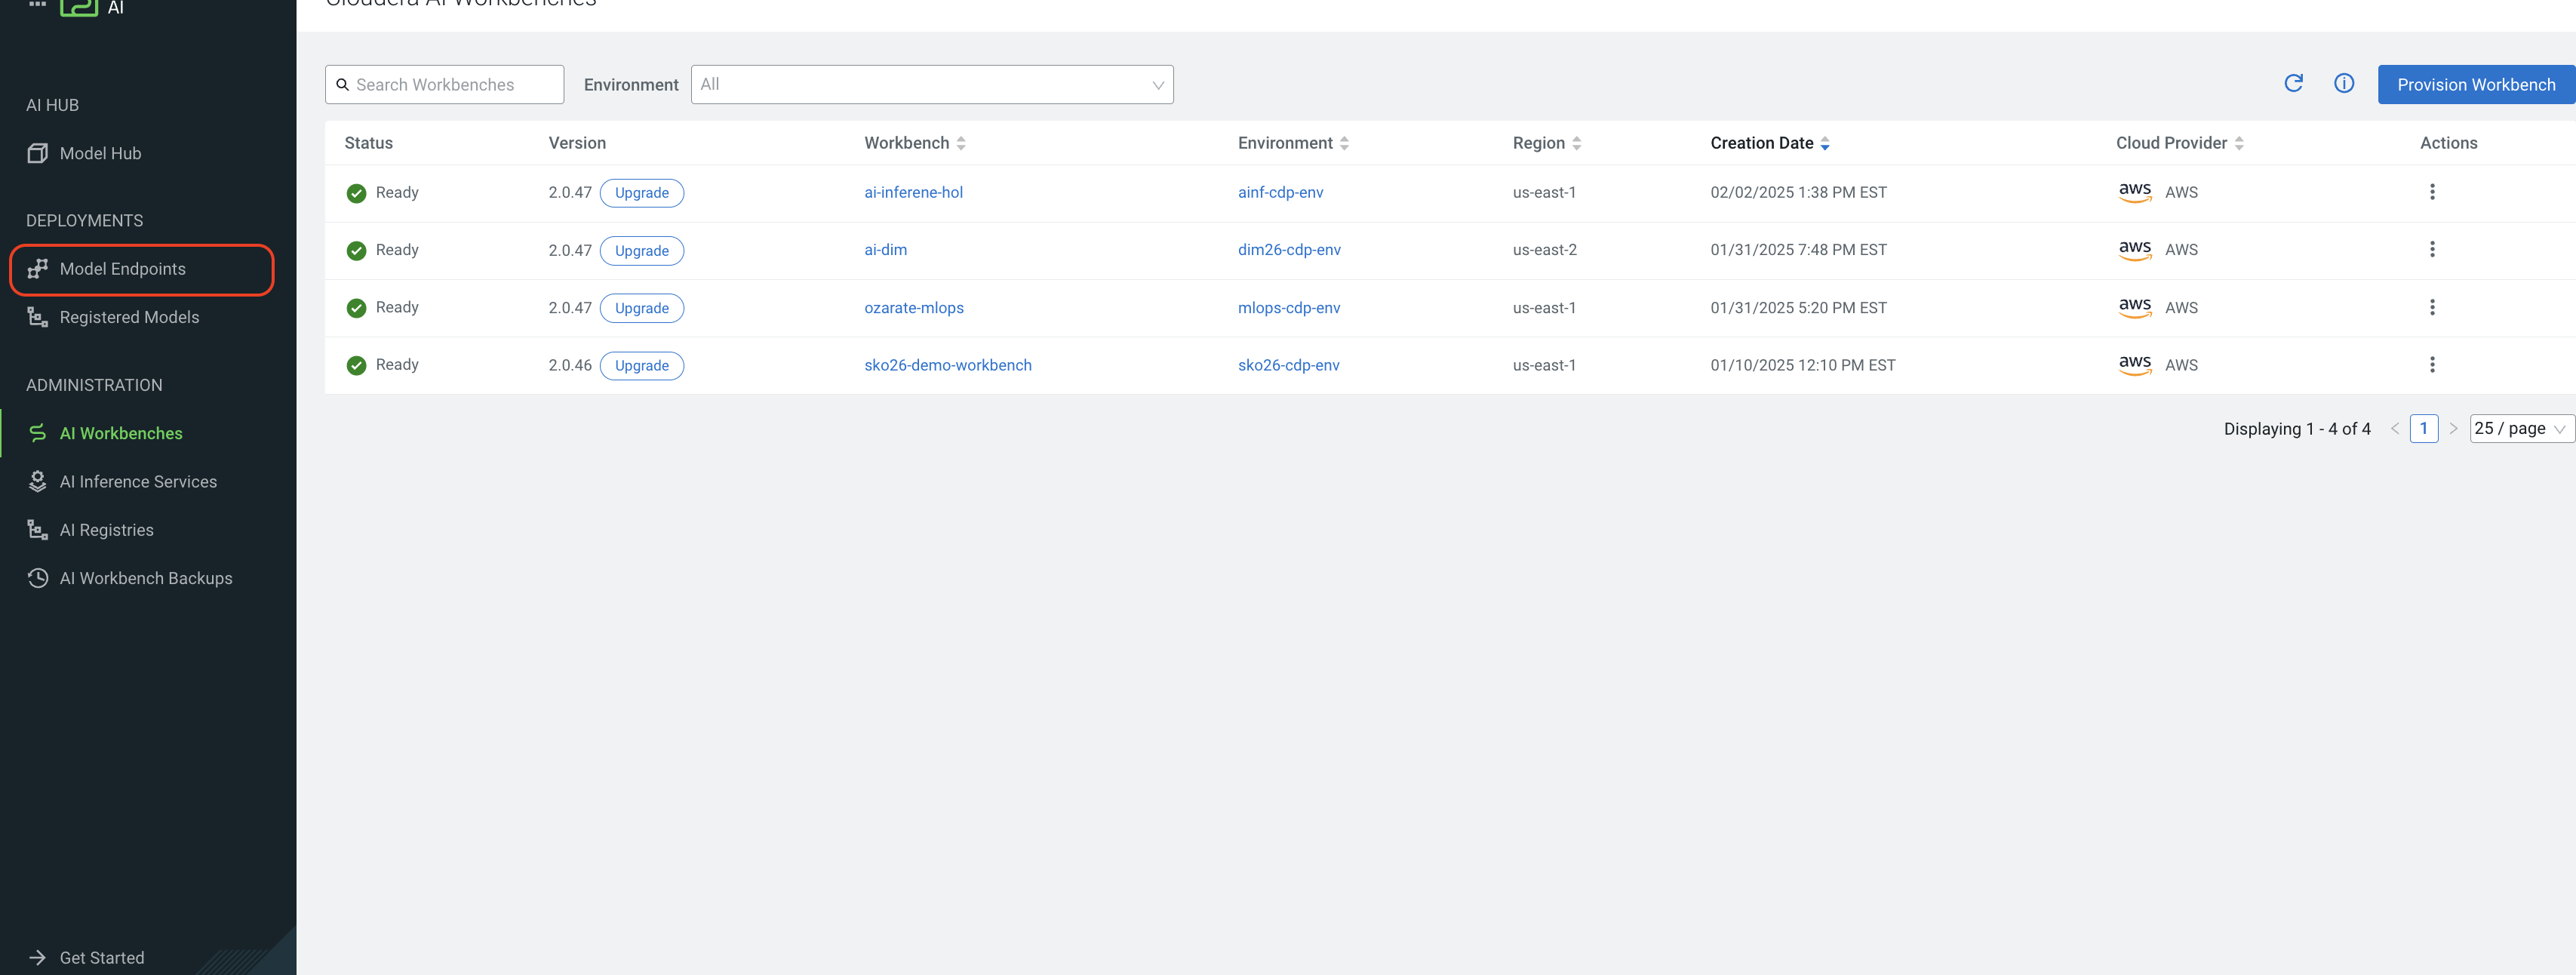 AI
Cloudera AI Workbenches
AI HUB
Model Hub
DEPLOYMENTS
Model Endpoints
Registered Models
ADMINISTRATION
AI Workbenches
AI Inference Services
AI Registries
AI Workbench Backups
Get Started
Search Workbenches Environment All Provision Workbench
Status Version Workbench Environment Region Creation Date Cloud Provider Actions
Ready 2.0.47 Upgrade ai-inferene-hol ainf-cdp-env us-east-1 02/02/2025 1:38 PM EST aws AWS
Ready 2.0.47 Upgrade ai-dim dim26-cdp-env us-east-2 01/31/2025 7:48 PM EST aws AWS
Ready 2.0.47 Upgrade ozarate-mlops mlops-cdp-env us-east-1 01/31/2025 5:20 PM EST aws AWS
Ready 2.0.46 Upgrade sko26-demo-workbench sko26-cdp-env us-east-1 01/10/2025 12:10 PM EST aws AWS
Displaying 1 - 4 of 4 < 1 > 25 / page